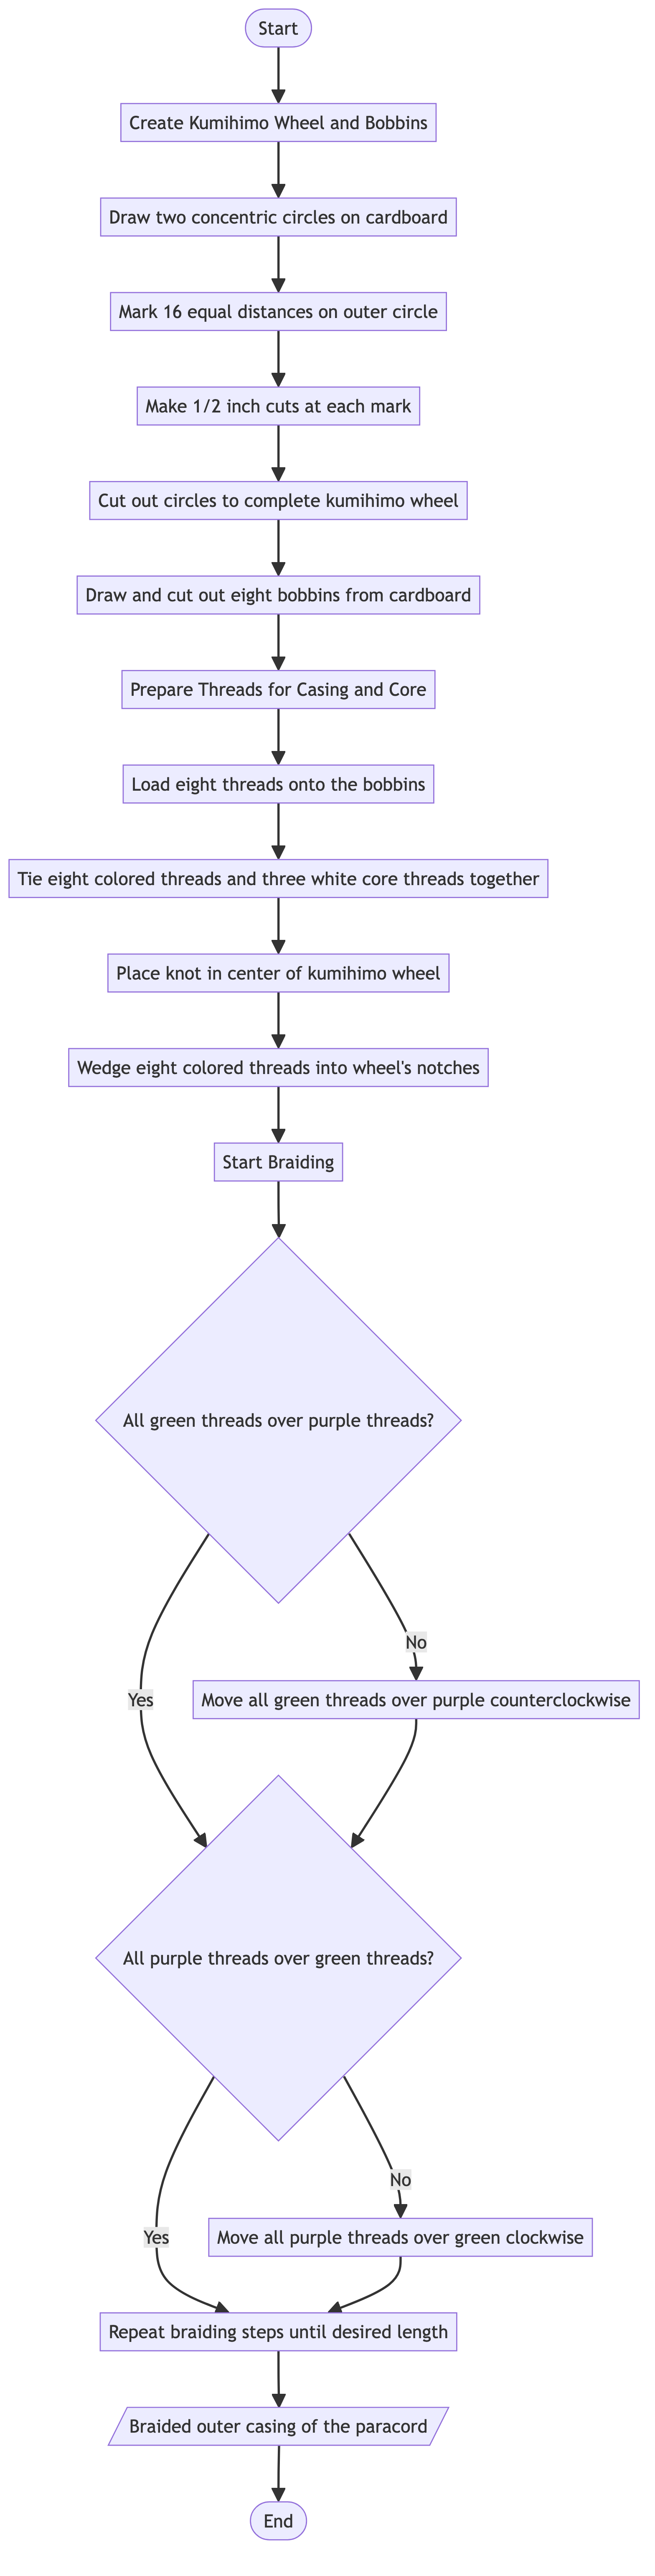 Start
Create Kumihimo Wheel and Bobbins
Draw two concentric circles on cardboard
Mark 16 equal distances on outer circle
Make 1/2 inch cuts at each mark
Cut out circles to complete kumihimo wheel
Draw and cut out eight bobbins from cardboard
Prepare Threads for Casing and Core
Load eight threads onto the bobbins
Tie eight colored threads and three white core threads together
Place knot in center of kumihimo wheel
Wedge eight colored threads into wheel's notches
Start Braiding
All green threads over purple threads?
No
Yes
Move all green threads over purple counterclockwise
All purple threads over green threads?
No
Yes
Move all purple threads over green clockwise
Repeat braiding steps until desired length
Braided outer casing of the paracord
End